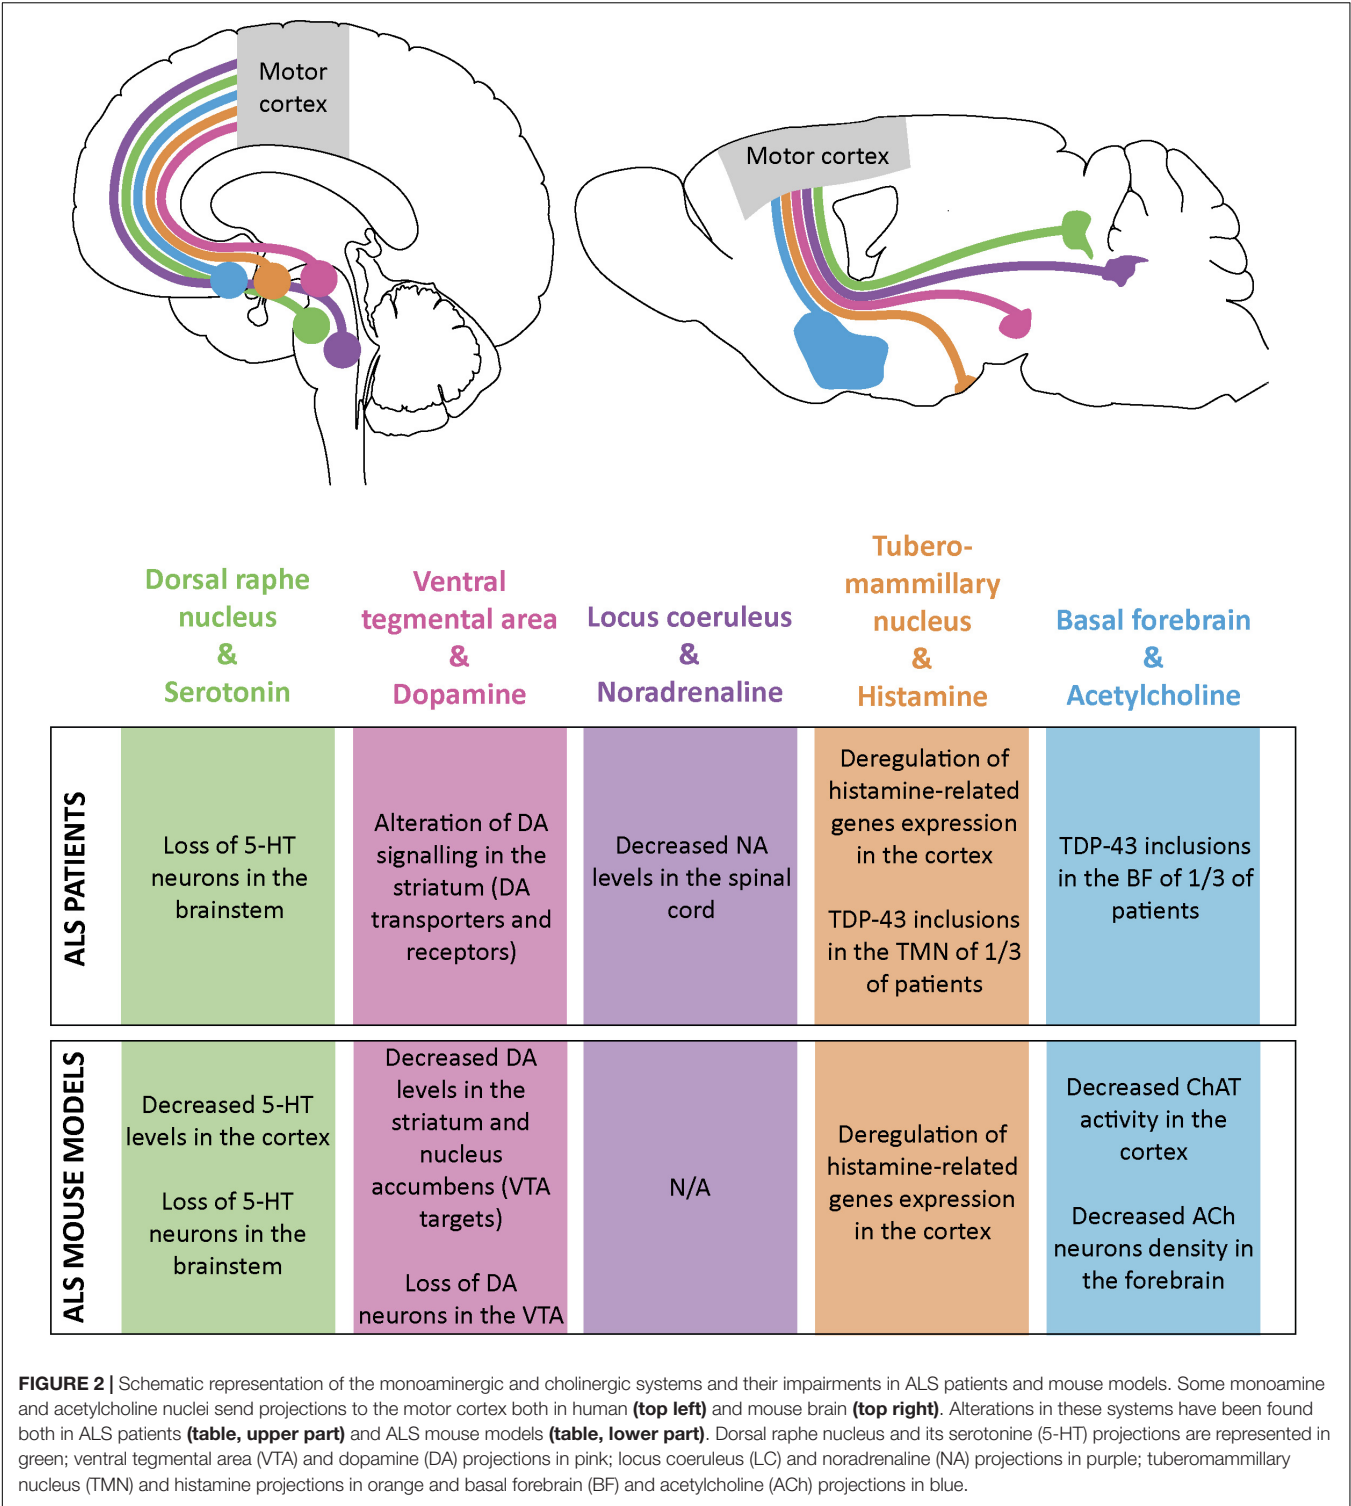 Motor
cortex
Motor cortex
Dorsal raphe
nucleus
&
Serotonin
Ventral
tegmental area
&
Dopamine
Locus coeruleus
&
Noradrenaline
Tubero-
mammillary
nucleus
&
Histamine
Basal forebrain
&
Acetylcholine
ALS PATIENTS
Loss of 5-HT
neurons in the
brainstem
Alteration of DA
signalling in the
striatum (DA
transporters and
receptors)
Decreased NA
levels in the spinal
cord
Deregulation of
histamine-related
genes expression
in the cortex
TDP-43 inclusions
in the TMN of 1/3
of patients
TDP-43 inclusions
in the BF of 1/3 of
patients
ALS MOUSE MODELS
Decreased 5-HT
levels in the cortex
Loss of 5-HT
neurons in the
brainstem
Decreased DA
levels in the
striatum and
nucleus
accumbens (VTA
targets)
Loss of DA
neurons in the VTA
N/A
Deregulation of
histamine-related
genes expression
in the cortex
Decreased ChAT
activity in the
cortex
Decreased ACh
neurons density in
the forebrain
FIGURE 2 | Schematic representation of the monoaminergic and cholinergic systems and their impairments in ALS patients and mouse models. Some monoamine
and acetylcholine nuclei send projections to the motor cortex both in human (top left) and mouse brain (top right). Alterations in these systems have been found
both in ALS patients (table, upper part) and ALS mouse models (table, lower part). Dorsal raphe nucleus and its serotonine (5-HT) projections are represented in
green; ventral tegmental area (VTA) and dopamine (DA) projections in pink; locus coeruleus (LC) and noradrenaline (NA) projections in purple; tuberomammillary
nucleus (TMN) and histamine projections in orange and basal forebrain (BF) and acetylcholine (ACh) projections in blue.